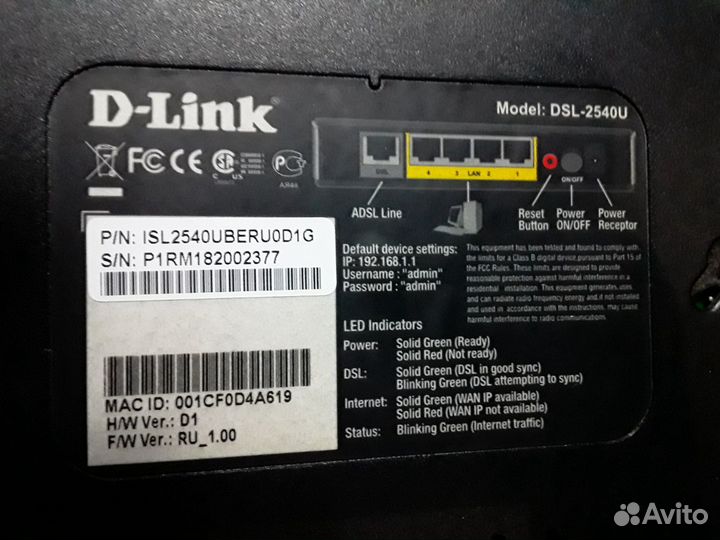 D-Link
Model: DSL-2540U
FCC CE
C US
DSL
4 3 LAN 2 1
ON/OFF
ADSL Line
Reset Button
Power ON/OFF
Power Receptor
P/N: ISL2540UBERU0D1G
S/N: P1RM182002377
MAC ID: 001CF0D4A619
H/W Ver.: D1
F/W Ver.: RU_1.00
Default device settings:
IP: 192.168.1.1
Username : "admin"
Password : "admin"
This equipment has been tested and found to comply with
the limits for a Class B digital device, pursuant to Part 15 of
the FCC Rules. These limits are designed to provide
reasonable protection against harmful interference in a
residential installation. This equipment generates, uses
and can radiate radio frequency energy and, if not installed
and used in accordance with the instructions, may cause
harmful interference to radio communications.
LED Indicators
Power: Solid Green (Ready)
Solid Red (Not ready)
DSL: Solid Green (DSL in good sync)
Blinking Green (DSL attempting to sync)
Internet: Solid Green (WAN IP available)
Solid Red (WAN IP not available)
Status: Blinking Green (Internet traffic)
Avito